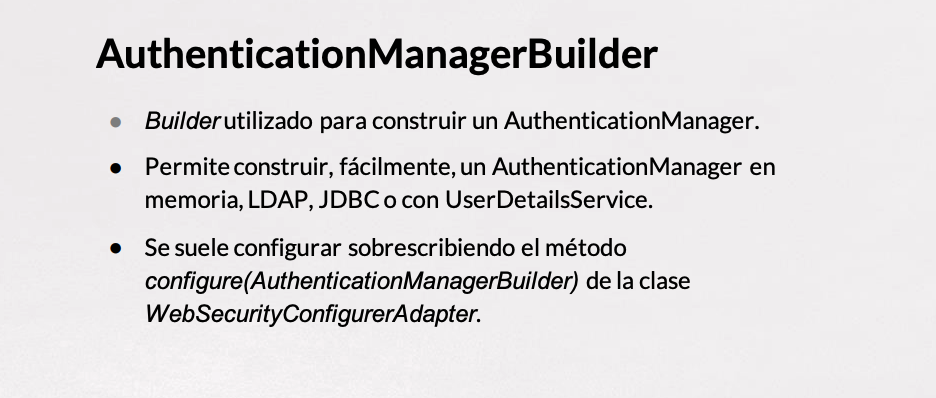 AuthenticationManagerBuilder
● Builder utilizado para construir un AuthenticationManager.
● Permite construir, fácilmente, un AuthenticationManager en
memoria, LDAP, JDBC o con UserDetailsService.
● Se suele configurar sobrescribiendo el método
configure(AuthenticationManagerBuilder) de la clase
WebSecurityConfigurerAdapter.